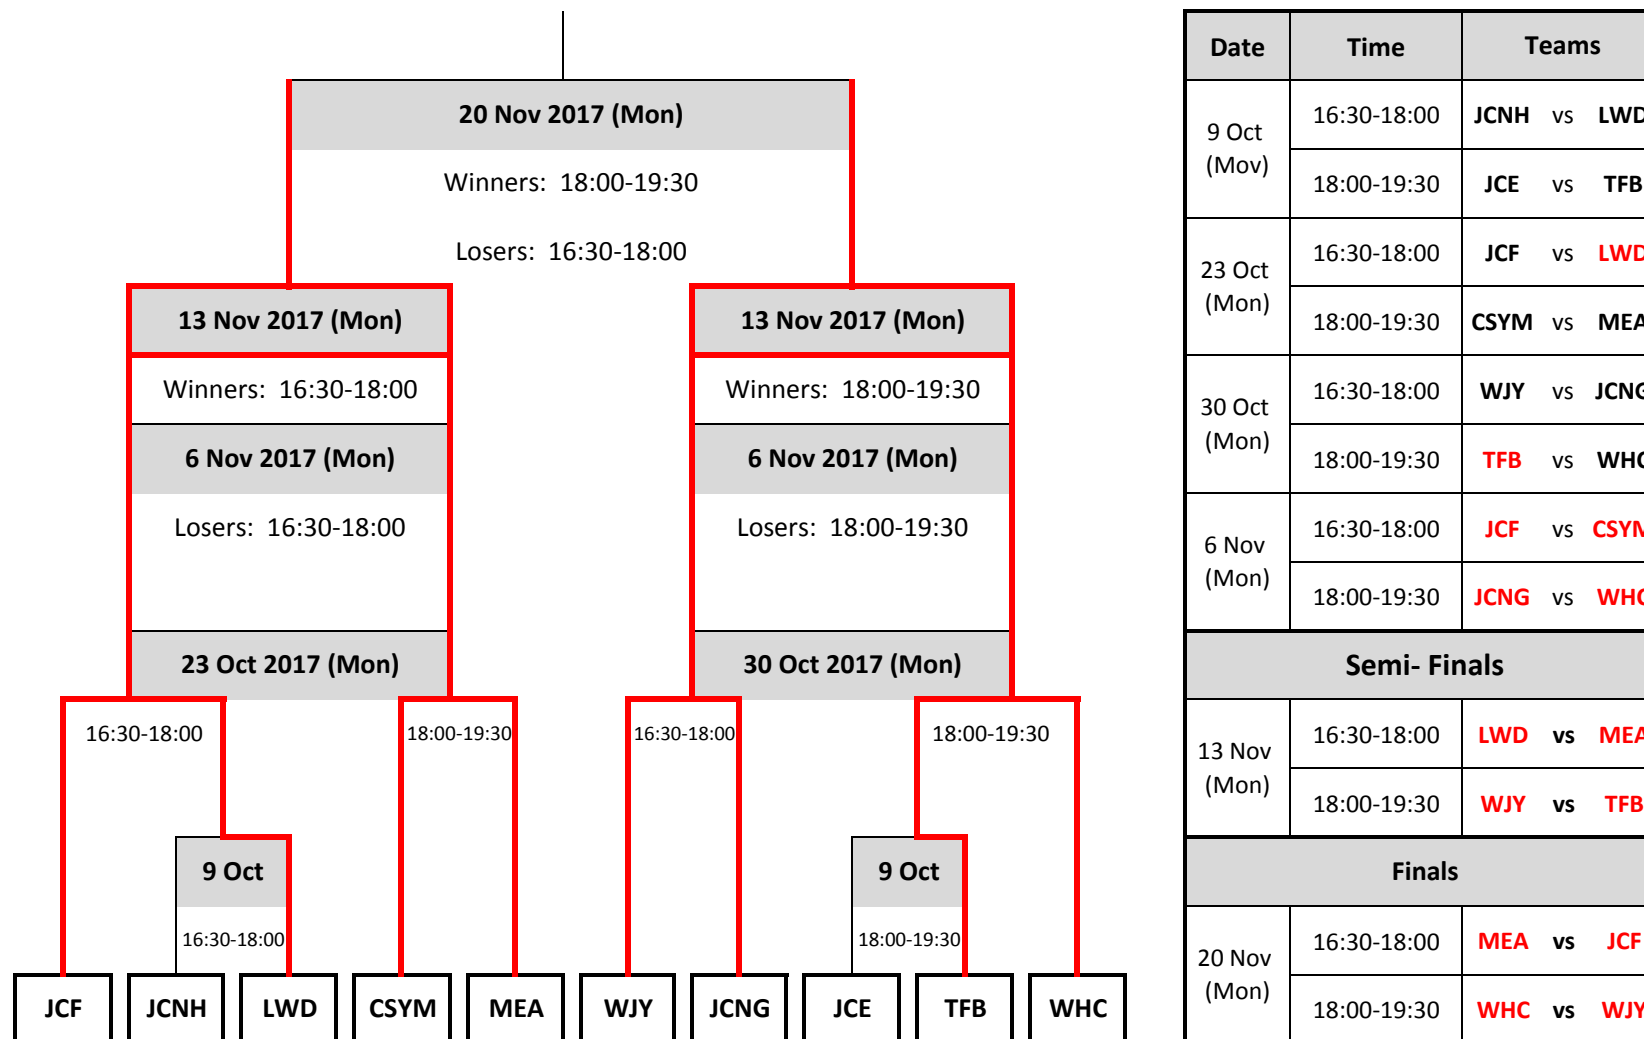 20 Nov 2017 (Mon)
Winners: 18:00-19:30
Losers: 16:30-18:00
13 Nov 2017 (Mon)
13 Nov 2017 (Mon)
Winners: 16:30-18:00
Winners: 18:00-19:30
6 Nov 2017 (Mon)
6 Nov 2017 (Mon)
Losers: 16:30-18:00
Losers: 18:00-19:30
23 Oct 2017 (Mon)
30 Oct 2017 (Mon)
16:30-18:00
18:00-19:30
16:30-18:00
18:00-19:30
9 Oct
9 Oct
16:30-18:00
18:00-19:30
JCF JCNH LWD CSYM MEA WJY JCNG JCE TFB WHC
Date Time Teams
9 Oct
(Mov)
16:30-18:00 JCNH vs LWD
18:00-19:30 JCE vs TFB
23 Oct
(Mon)
16:30-18:00 JCF vs LWD
18:00-19:30 CSYM vs MEA
30 Oct
(Mon)
16:30-18:00 WJY vs JCNG
18:00-19:30 TFB vs WHC
6 Nov
(Mon)
16:30-18:00 JCF vs CSYM
18:00-19:30 JCNG vs WHC
Semi- Finals
13 Nov
(Mon)
16:30-18:00 LWD vs MEA
18:00-19:30 WJY vs TFB
Finals
20 Nov
(Mon)
16:30-18:00 MEA vs JCF
18:00-19:30 WHC vs WJY